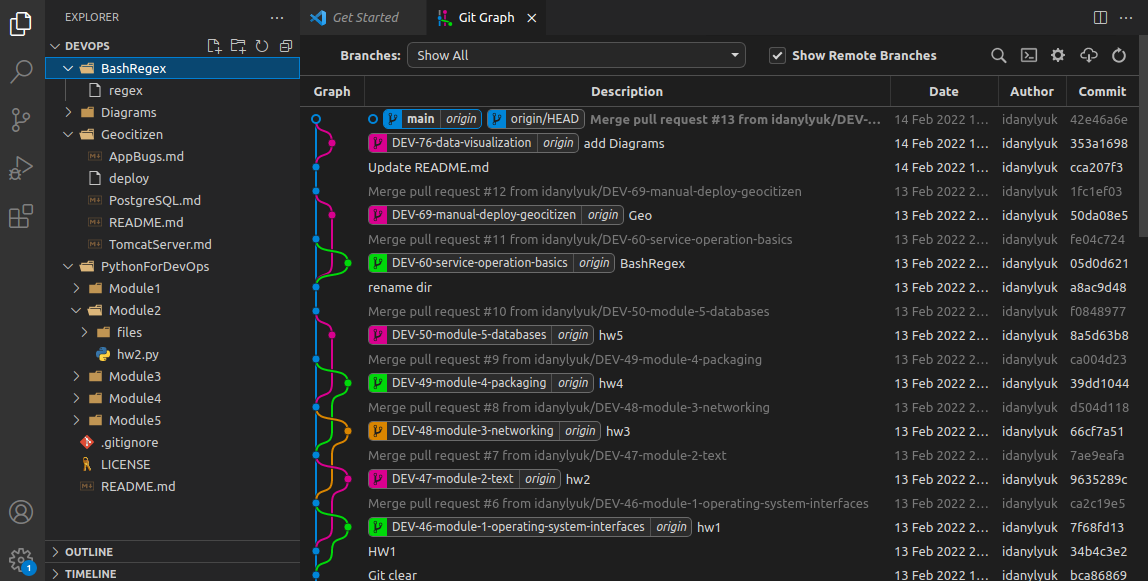 EXPLORER
DEVOPS
BashRegex
regex
Diagrams
Geocitizen
AppBugs.md
deploy
PostgreSQL.md
README.md
TomcatServer.md
PythonForDevOps
Module1
Module2
files
hw2.py
Module3
Module4
Module5
.gitignore
LICENSE
README.md
OUTLINE
TIMELINE
1
Get Started
Git Graph
Branches: Show All Show Remote Branches
Graph Description Date Author Commit
main origin origin/HEAD Merge pull request #13 from idanylyuk/DEV-... 14 Feb 2022 1... idanylyuk 42e46a6e
DEV-76-data-visualization origin add Diagrams 14 Feb 2022 1... idanylyuk 353a1698
Update README.md 14 Feb 2022 1... idanylyuk cca207f3
Merge pull request #12 from idanylyuk/DEV-69-manual-deploy-geocitizen 13 Feb 2022 2... idanylyuk 1fc1ef03
DEV-69-manual-deploy-geocitizen origin Geo 13 Feb 2022 2... idanylyuk 50da08e5
Merge pull request #11 from idanylyuk/DEV-60-service-operation-basics 13 Feb 2022 2... idanylyuk fe04c724
DEV-60-service-operation-basics origin BashRegex 13 Feb 2022 2... idanylyuk 05d0d621
rename dir 13 Feb 2022 2... idanylyuk a8ac9d48
Merge pull request #10 from idanylyuk/DEV-50-module-5-databases 13 Feb 2022 2... idanylyuk f0848977
DEV-50-module-5-databases origin hw5 13 Feb 2022 2... idanylyuk 8a5d63b8
Merge pull request #9 from idanylyuk/DEV-49-module-4-packaging 13 Feb 2022 2... idanylyuk ca004d23
DEV-49-module-4-packaging origin hw4 13 Feb 2022 2... idanylyuk 39dd1044
Merge pull request #8 from idanylyuk/DEV-48-module-3-networking 13 Feb 2022 2... idanylyuk d504d118
DEV-48-module-3-networking origin hw3 13 Feb 2022 2... idanylyuk 66cf7a51
Merge pull request #7 from idanylyuk/DEV-47-module-2-text 13 Feb 2022 2... idanylyuk 7ae9eafa
DEV-47-module-2-text origin hw2 13 Feb 2022 2... idanylyuk 9635289c
Merge pull request #6 from idanylyuk/DEV-46-module-1-operating-system-interfaces 13 Feb 2022 2... idanylyuk ca2c19e5
DEV-46-module-1-operating-system-interfaces origin hw1 13 Feb 2022 2... idanylyuk 7f68fd13
HW1 13 Feb 2022 2... idanylyuk 34b4c3e2
Git clear 13 Feb 2022 2... idanylyuk bca86869